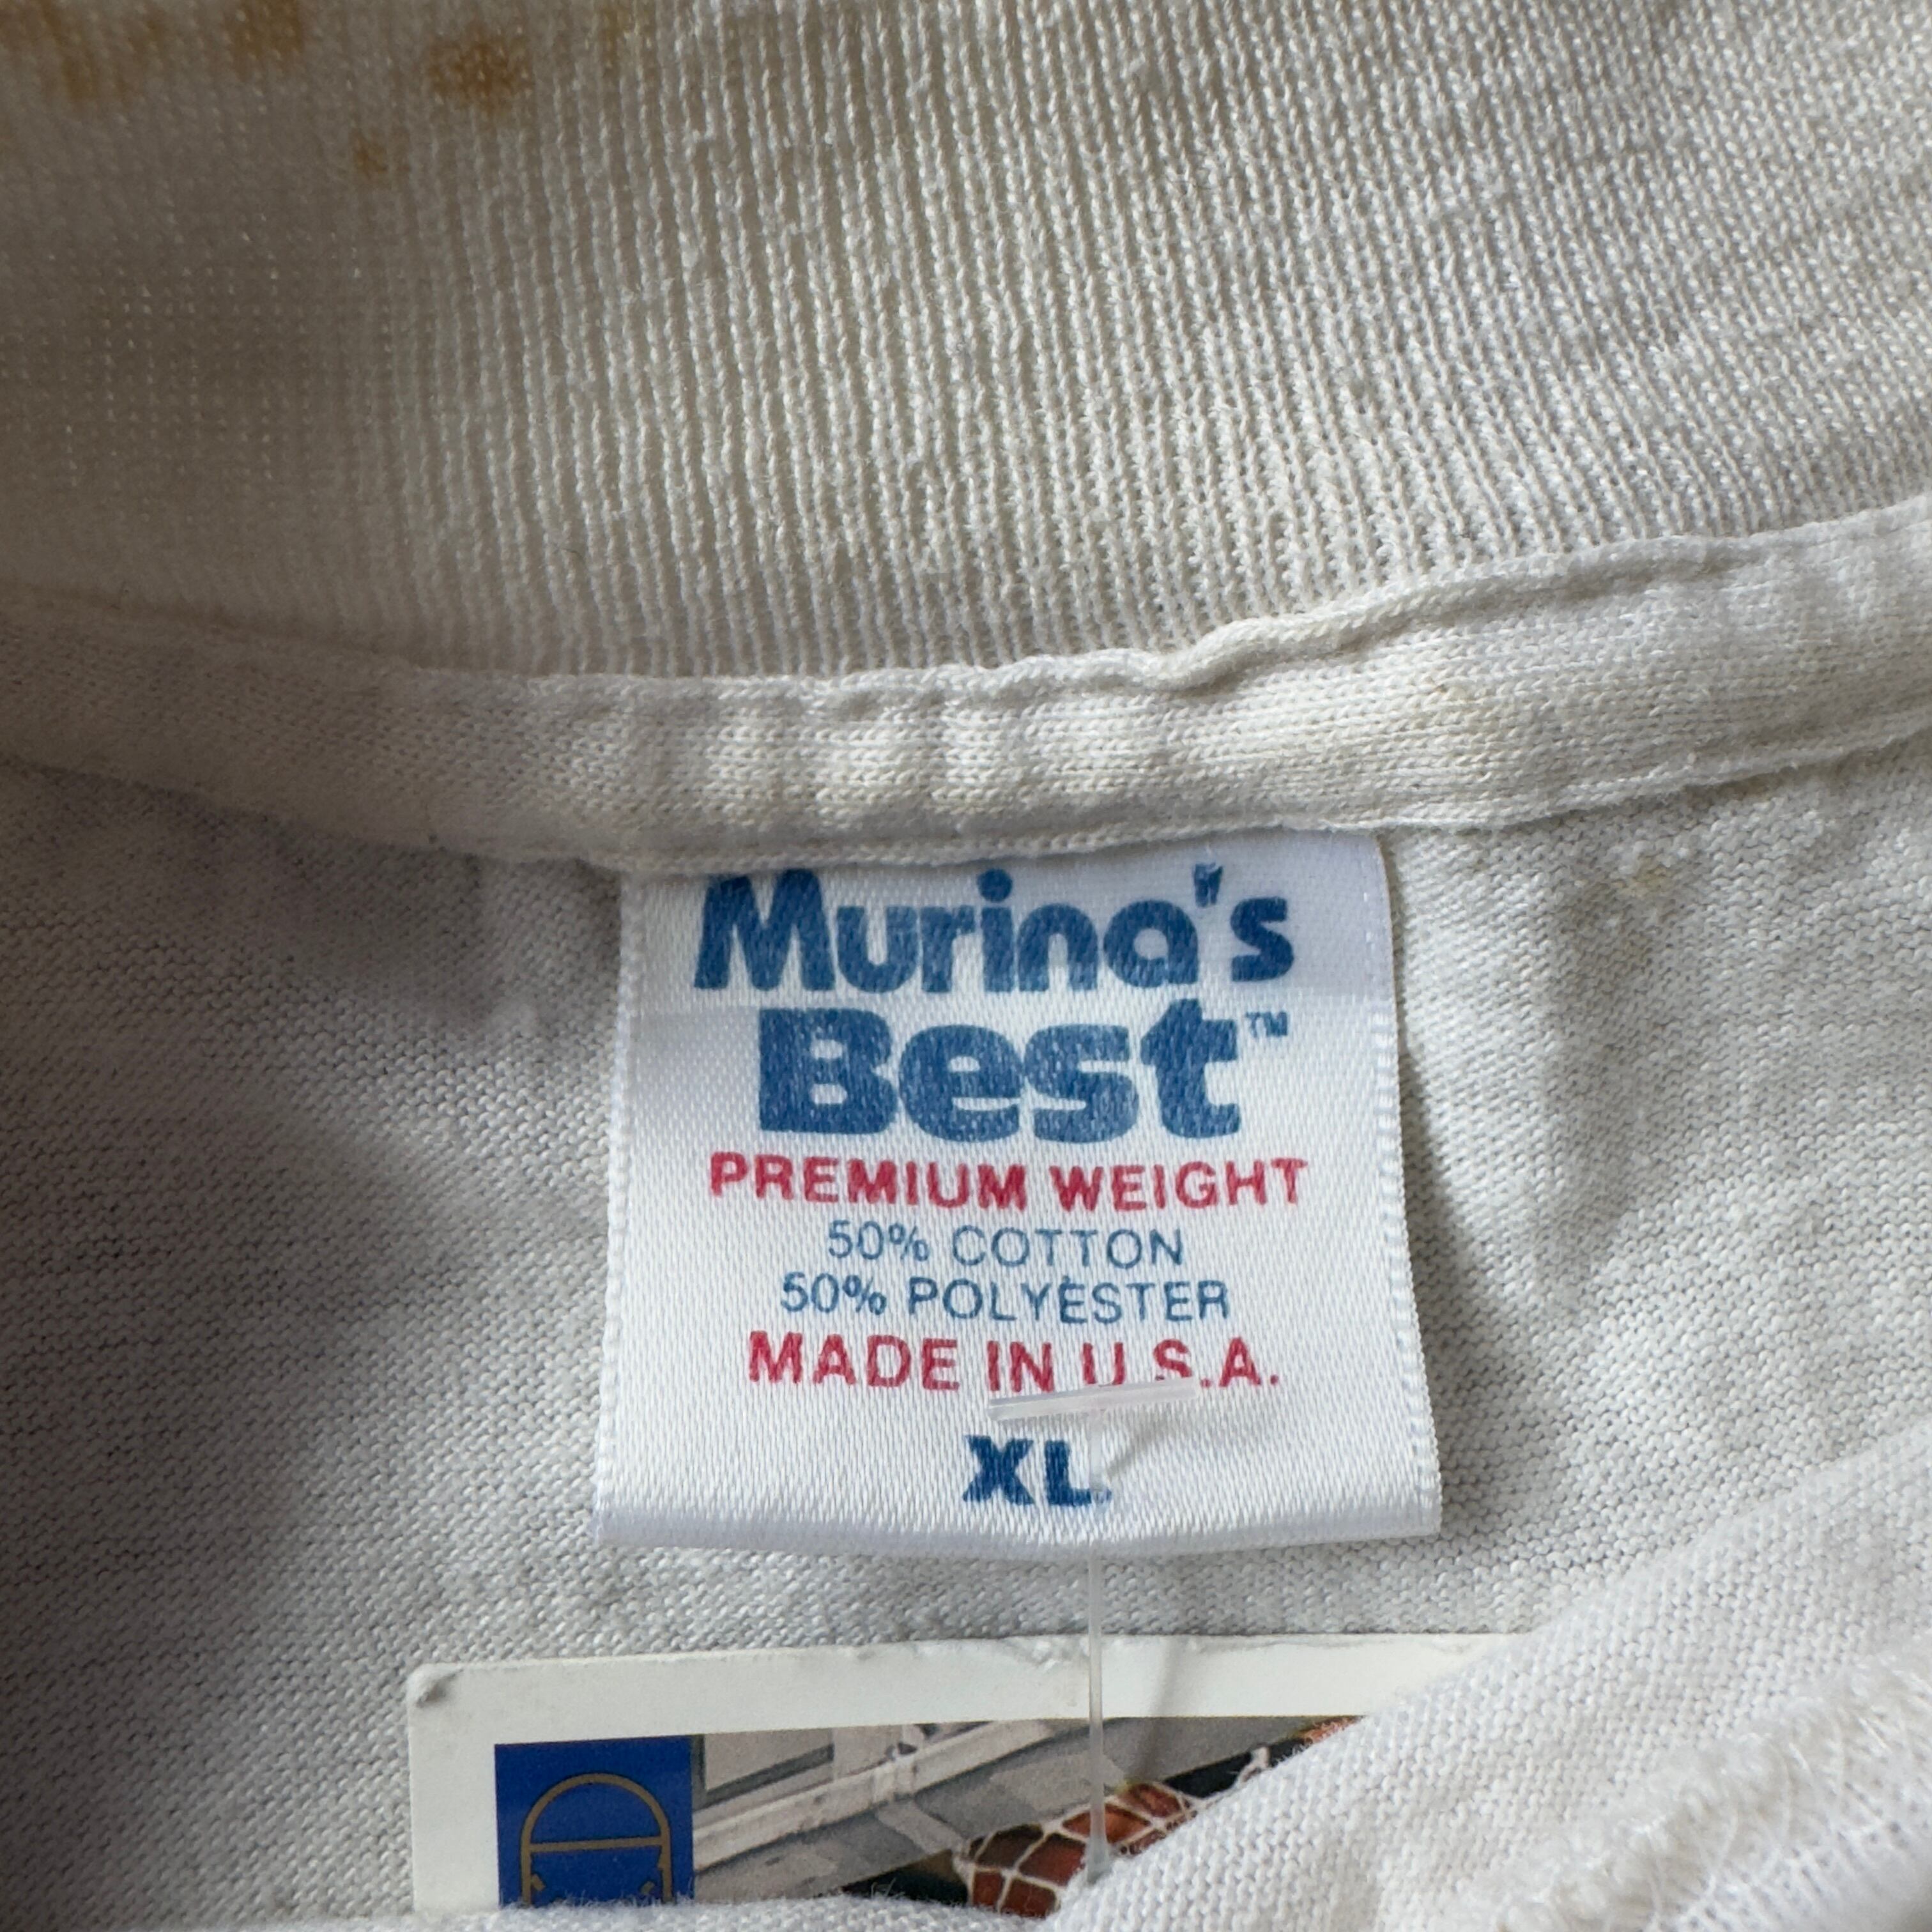 Murina's
Best™
PREMIUM WEIGHT
50% COTTON
50% POLYESTER
MADE IN U.S.A.
XL